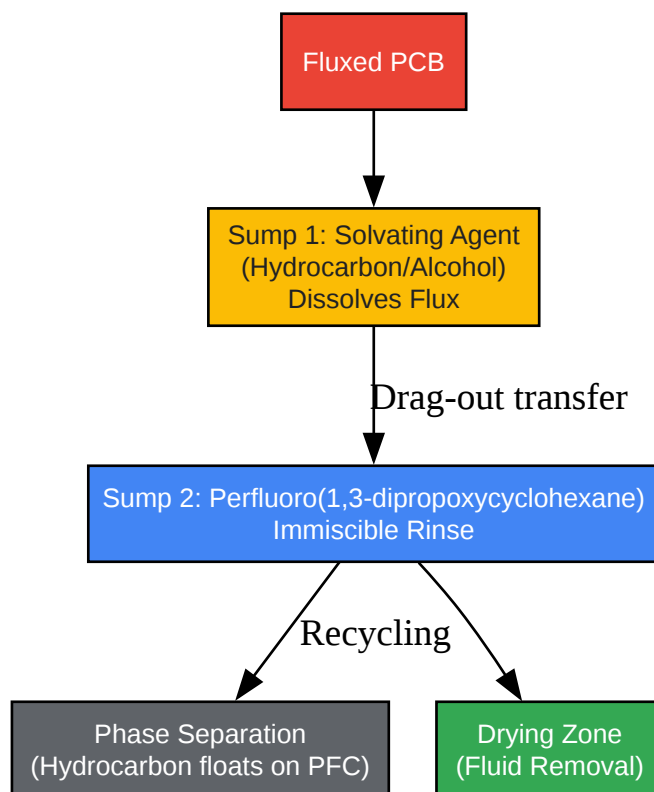 Fluxed PCB
Sump 1: Solvating Agent
(Hydrocarbon/Alcohol)
Dissolves Flux
Drag-out transfer
Sump 2: Perfluoro(1,3-dipropoxycyclohexane)
Immiscible Rinse
Recycling
Phase Separation
(Hydrocarbon floats on PFC)
Drying Zone
(Fluid Removal)